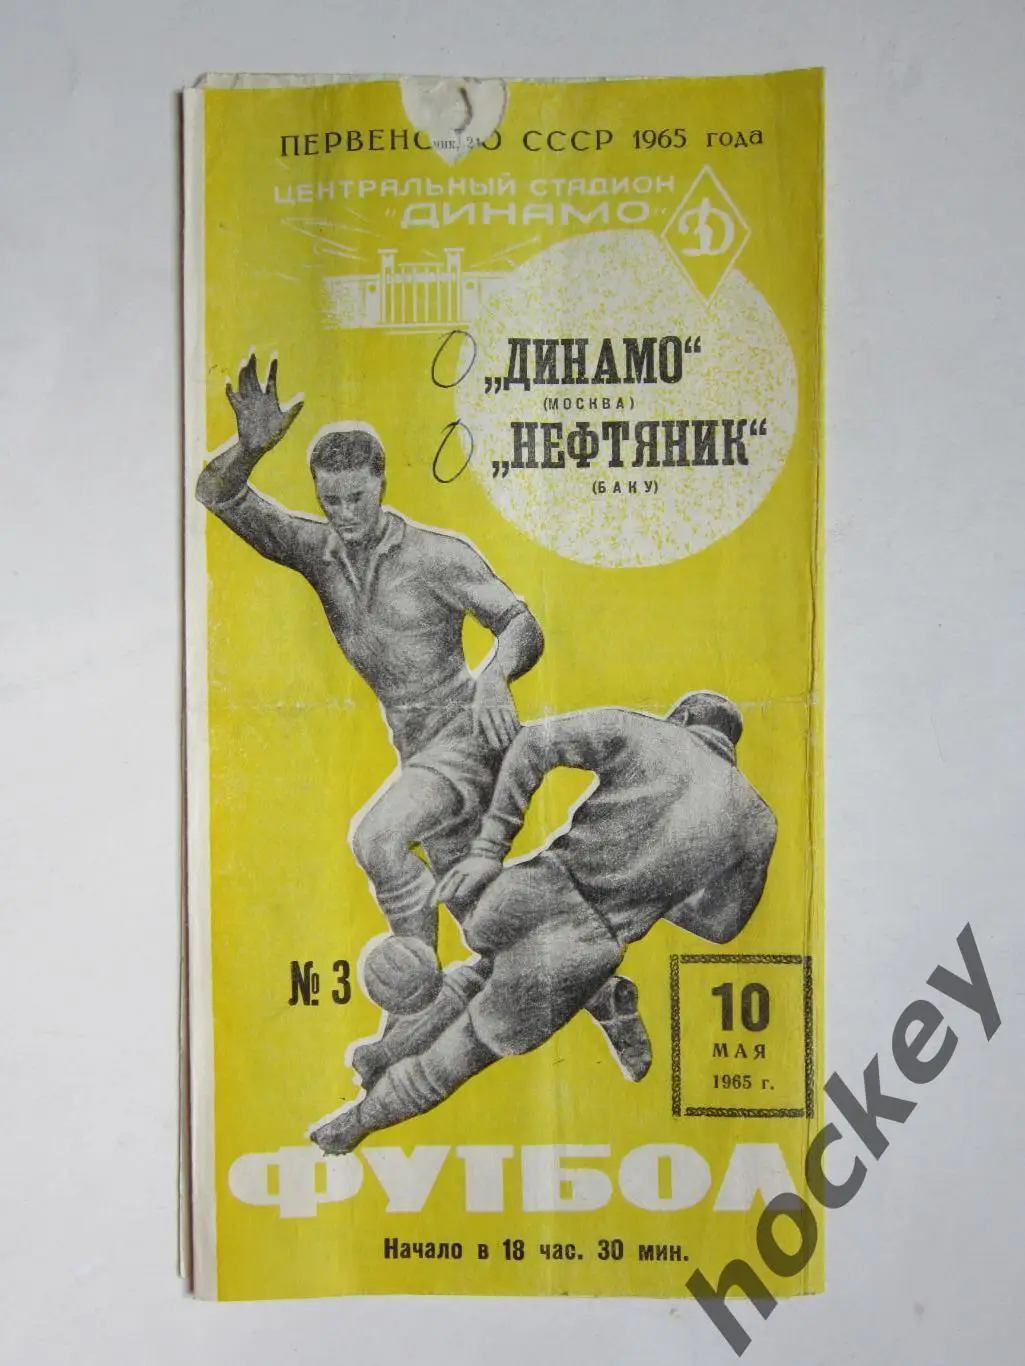 ПЕРВЕНС О СССР 1965 года
ЦЕНТРАЛЬНЫЙ СТАДИОН
"ДИНАМО"
Д
0 „ДИНАМО“
(МОСКВА)
0 „НЕФТЯНИК“
(БАКУ)
№ 3
10
МАЯ
1965 г.
ФУТБОЛ
Начало в 18 час. 30 мин.
hockey